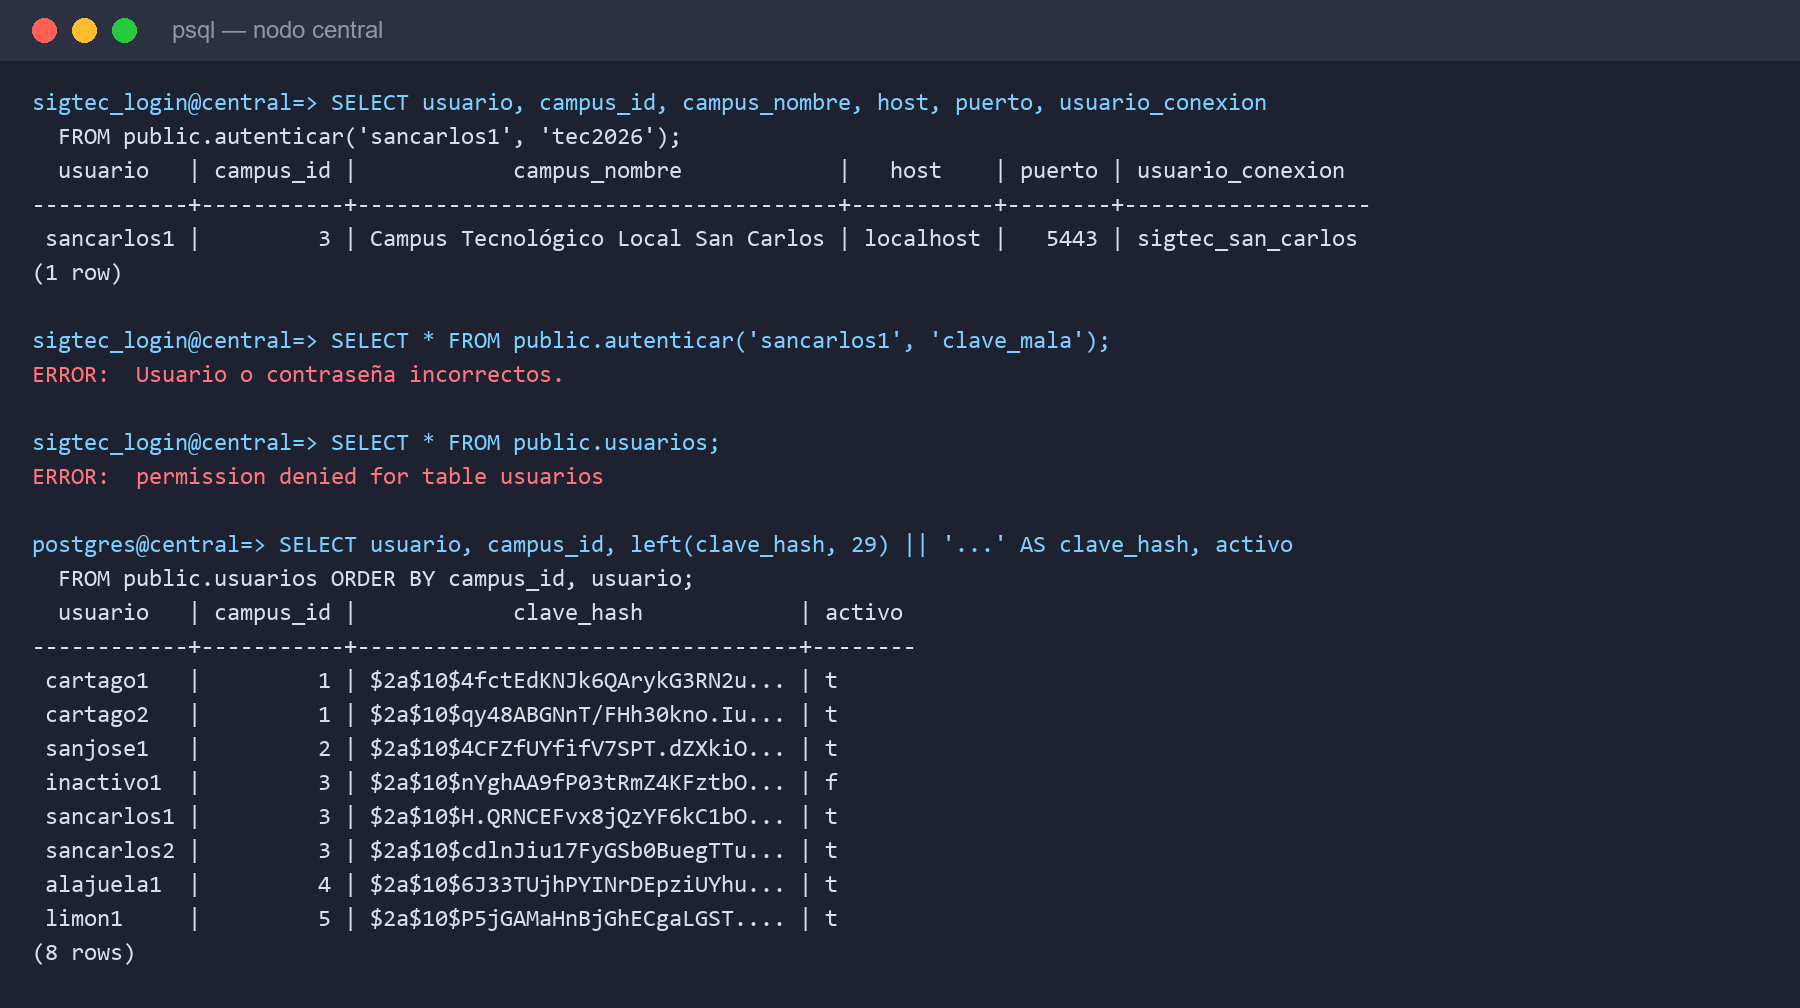 psql — nodo central
sigtec_login@central=> SELECT usuario, campus_id, campus_nombre, host, puerto, usuario_conexion
  FROM public.autenticar('sancarlos1', 'tec2026');
  usuario   | campus_id |            campus_nombre            |   host    | puerto | usuario_conexion
------------+-----------+-------------------------------------+-----------+--------+-------------------
 sancarlos1 |         3 | Campus Tecnológico Local San Carlos | localhost |   5443 | sigtec_san_carlos
(1 row)

sigtec_login@central=> SELECT * FROM public.autenticar('sancarlos1', 'clave_mala');
ERROR:  Usuario o contraseña incorrectos.

sigtec_login@central=> SELECT * FROM public.usuarios;
ERROR:  permission denied for table usuarios

postgres@central=> SELECT usuario, campus_id, left(clave_hash, 29) || '...' AS clave_hash, activo
  FROM public.usuarios ORDER BY campus_id, usuario;
  usuario   | campus_id |            clave_hash            | activo
------------+-----------+----------------------------------+--------
 cartago1   |         1 | $2a$10$4fctEdKNJk6QArykG3RN2u... | t
 cartago2   |         1 | $2a$10$qy48ABGNnT/FHh30kno.Iu... | t
 sanjose1   |         2 | $2a$10$4CFZfUYfifV7SPT.dZXkiO... | t
 inactivo1  |         3 | $2a$10$nYghAA9fP03tRmZ4KFztbO... | f
 sancarlos1 |         3 | $2a$10$H.QRNCEFvx8jQzYF6kC1bO... | t
 sancarlos2 |         3 | $2a$10$cdlnJiu17FyGSb0BuegTTu... | t
 alajuela1  |         4 | $2a$10$6J33TUjhPYINrDEpziUYhu... | t
 limon1     |         5 | $2a$10$P5jGAMaHnBjGhECgaLGST.... | t
(8 rows)